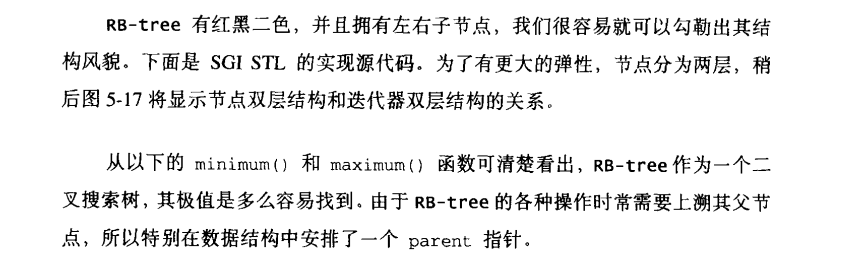 RB-tree 有红黑二色，并且拥有左右子节点，我们很容易就可以勾勒出其结
构风貌。下面是 SGI STL 的实现源代码。为了有更大的弹性，节点分为两层，稍
后图 5-17 将显示节点双层结构和迭代器双层结构的关系。
从以下的 minimum() 和 maximum() 函数可清楚看出，RB-tree 作为一个二
叉搜索树，其极值是多么容易找到。由于 RB-tree 的各种操作时常需要上溯其父节
点，所以特别在数据结构中安排了一个 parent 指针。